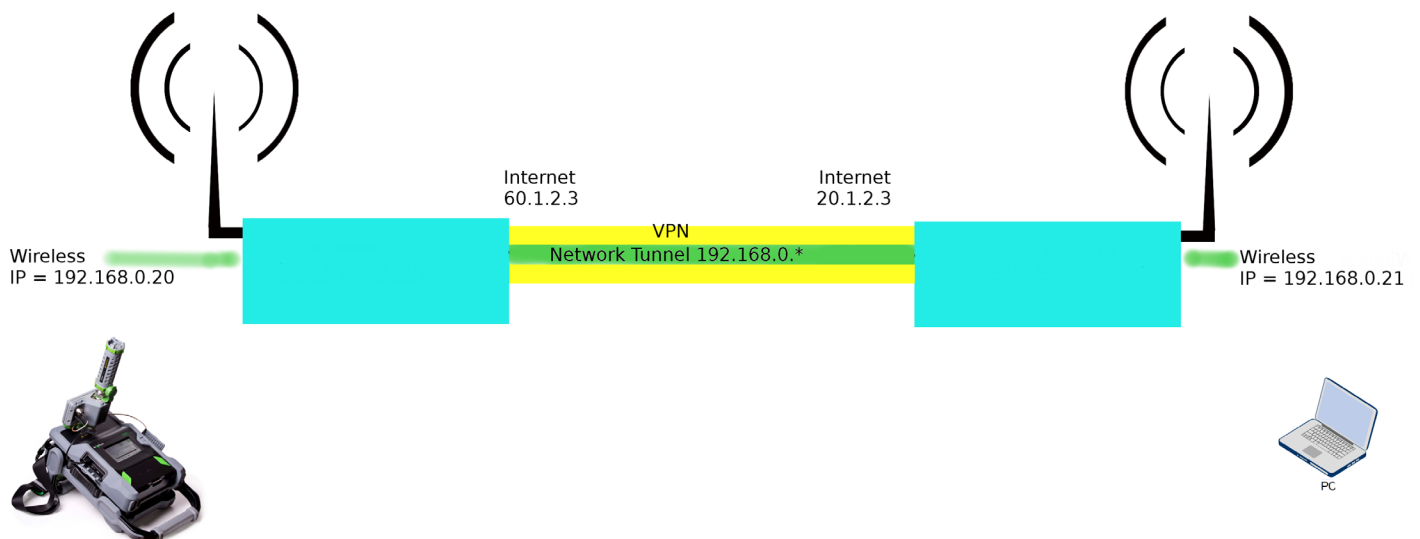 Internet
60.1.2.3
Internet
20.1.2.3
VPN
Network Tunnel 192.168.0.*
Wireless
IP = 192.168.0.20
Wireless
IP = 192.168.0.21
PC